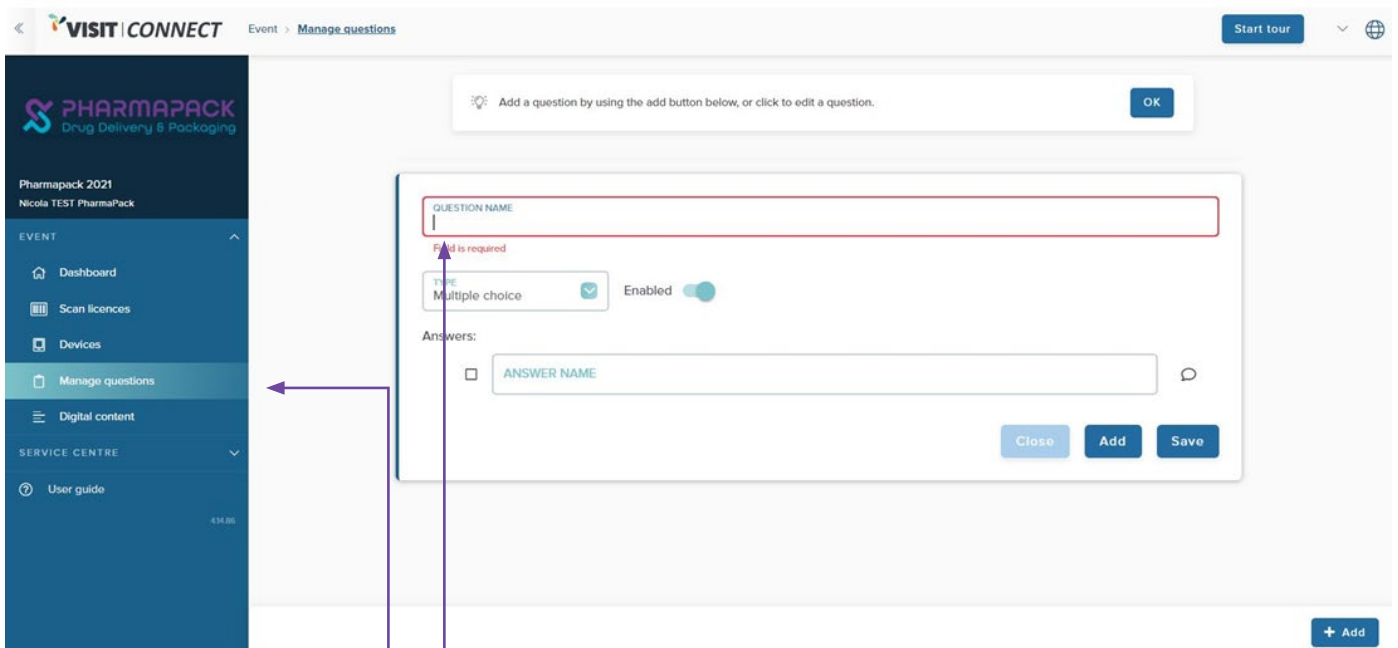 VISIT CONNECT Event > Manage questions Start tour
PHARMAPACK
Drug Delivery & Packaging
Pharmapack 2021
Nicola TEST PharmaPack
EVENT
Dashboard
Scan licences
Devices
Manage questions
Digital content
SERVICE CENTRE
User guide
Add a question by using the add button below, or click to edit a question. OK
QUESTION NAME
Field is required
TYPE
Multiple choice Enabled
Answers:
ANSWER NAME
Close Add Save
+ Add